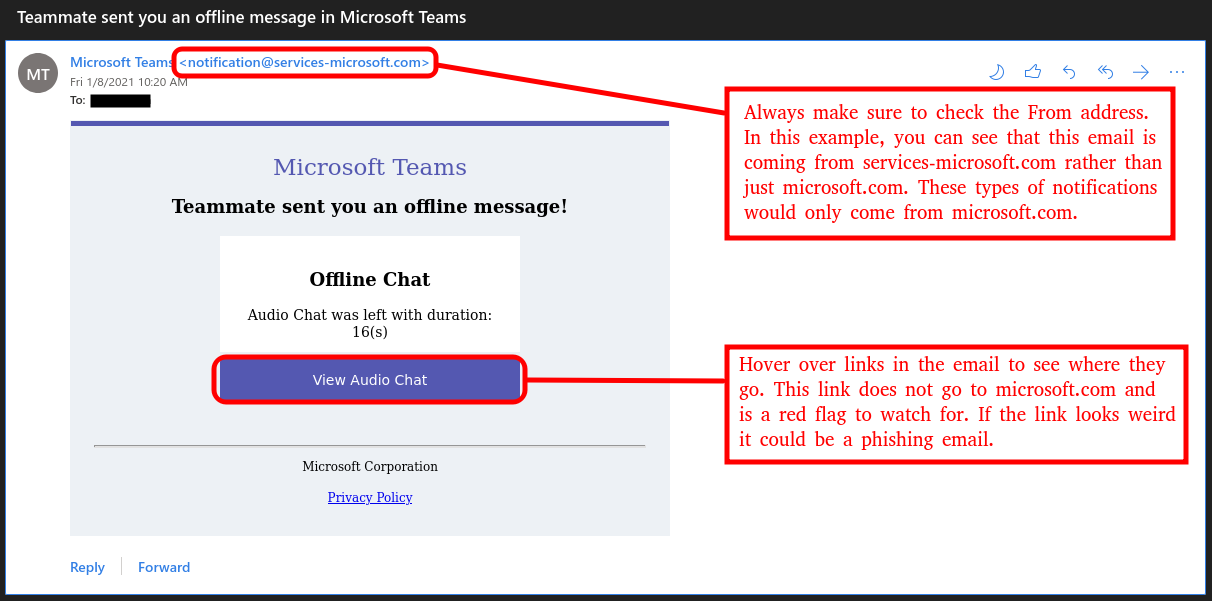 Teammate sent you an offline message in Microsoft Teams
MT
Microsoft Teams <notification@services-microsoft.com>
Fri 1/8/2021 10:20 AM
To:
Always make sure to check the From address.
In this example, you can see that this email is
coming from services-microsoft.com rather than
just microsoft.com. These types of notifications
would only come from microsoft.com.
Microsoft Teams
Teammate sent you an offline message!
Offline Chat
Audio Chat was left with duration:
16(s)
View Audio Chat
Hover over links in the email to see where they
go. This link does not go to microsoft.com and
is a red flag to watch for. If the link looks weird
it could be a phishing email.
Microsoft Corporation
Privacy Policy
Reply
Forward